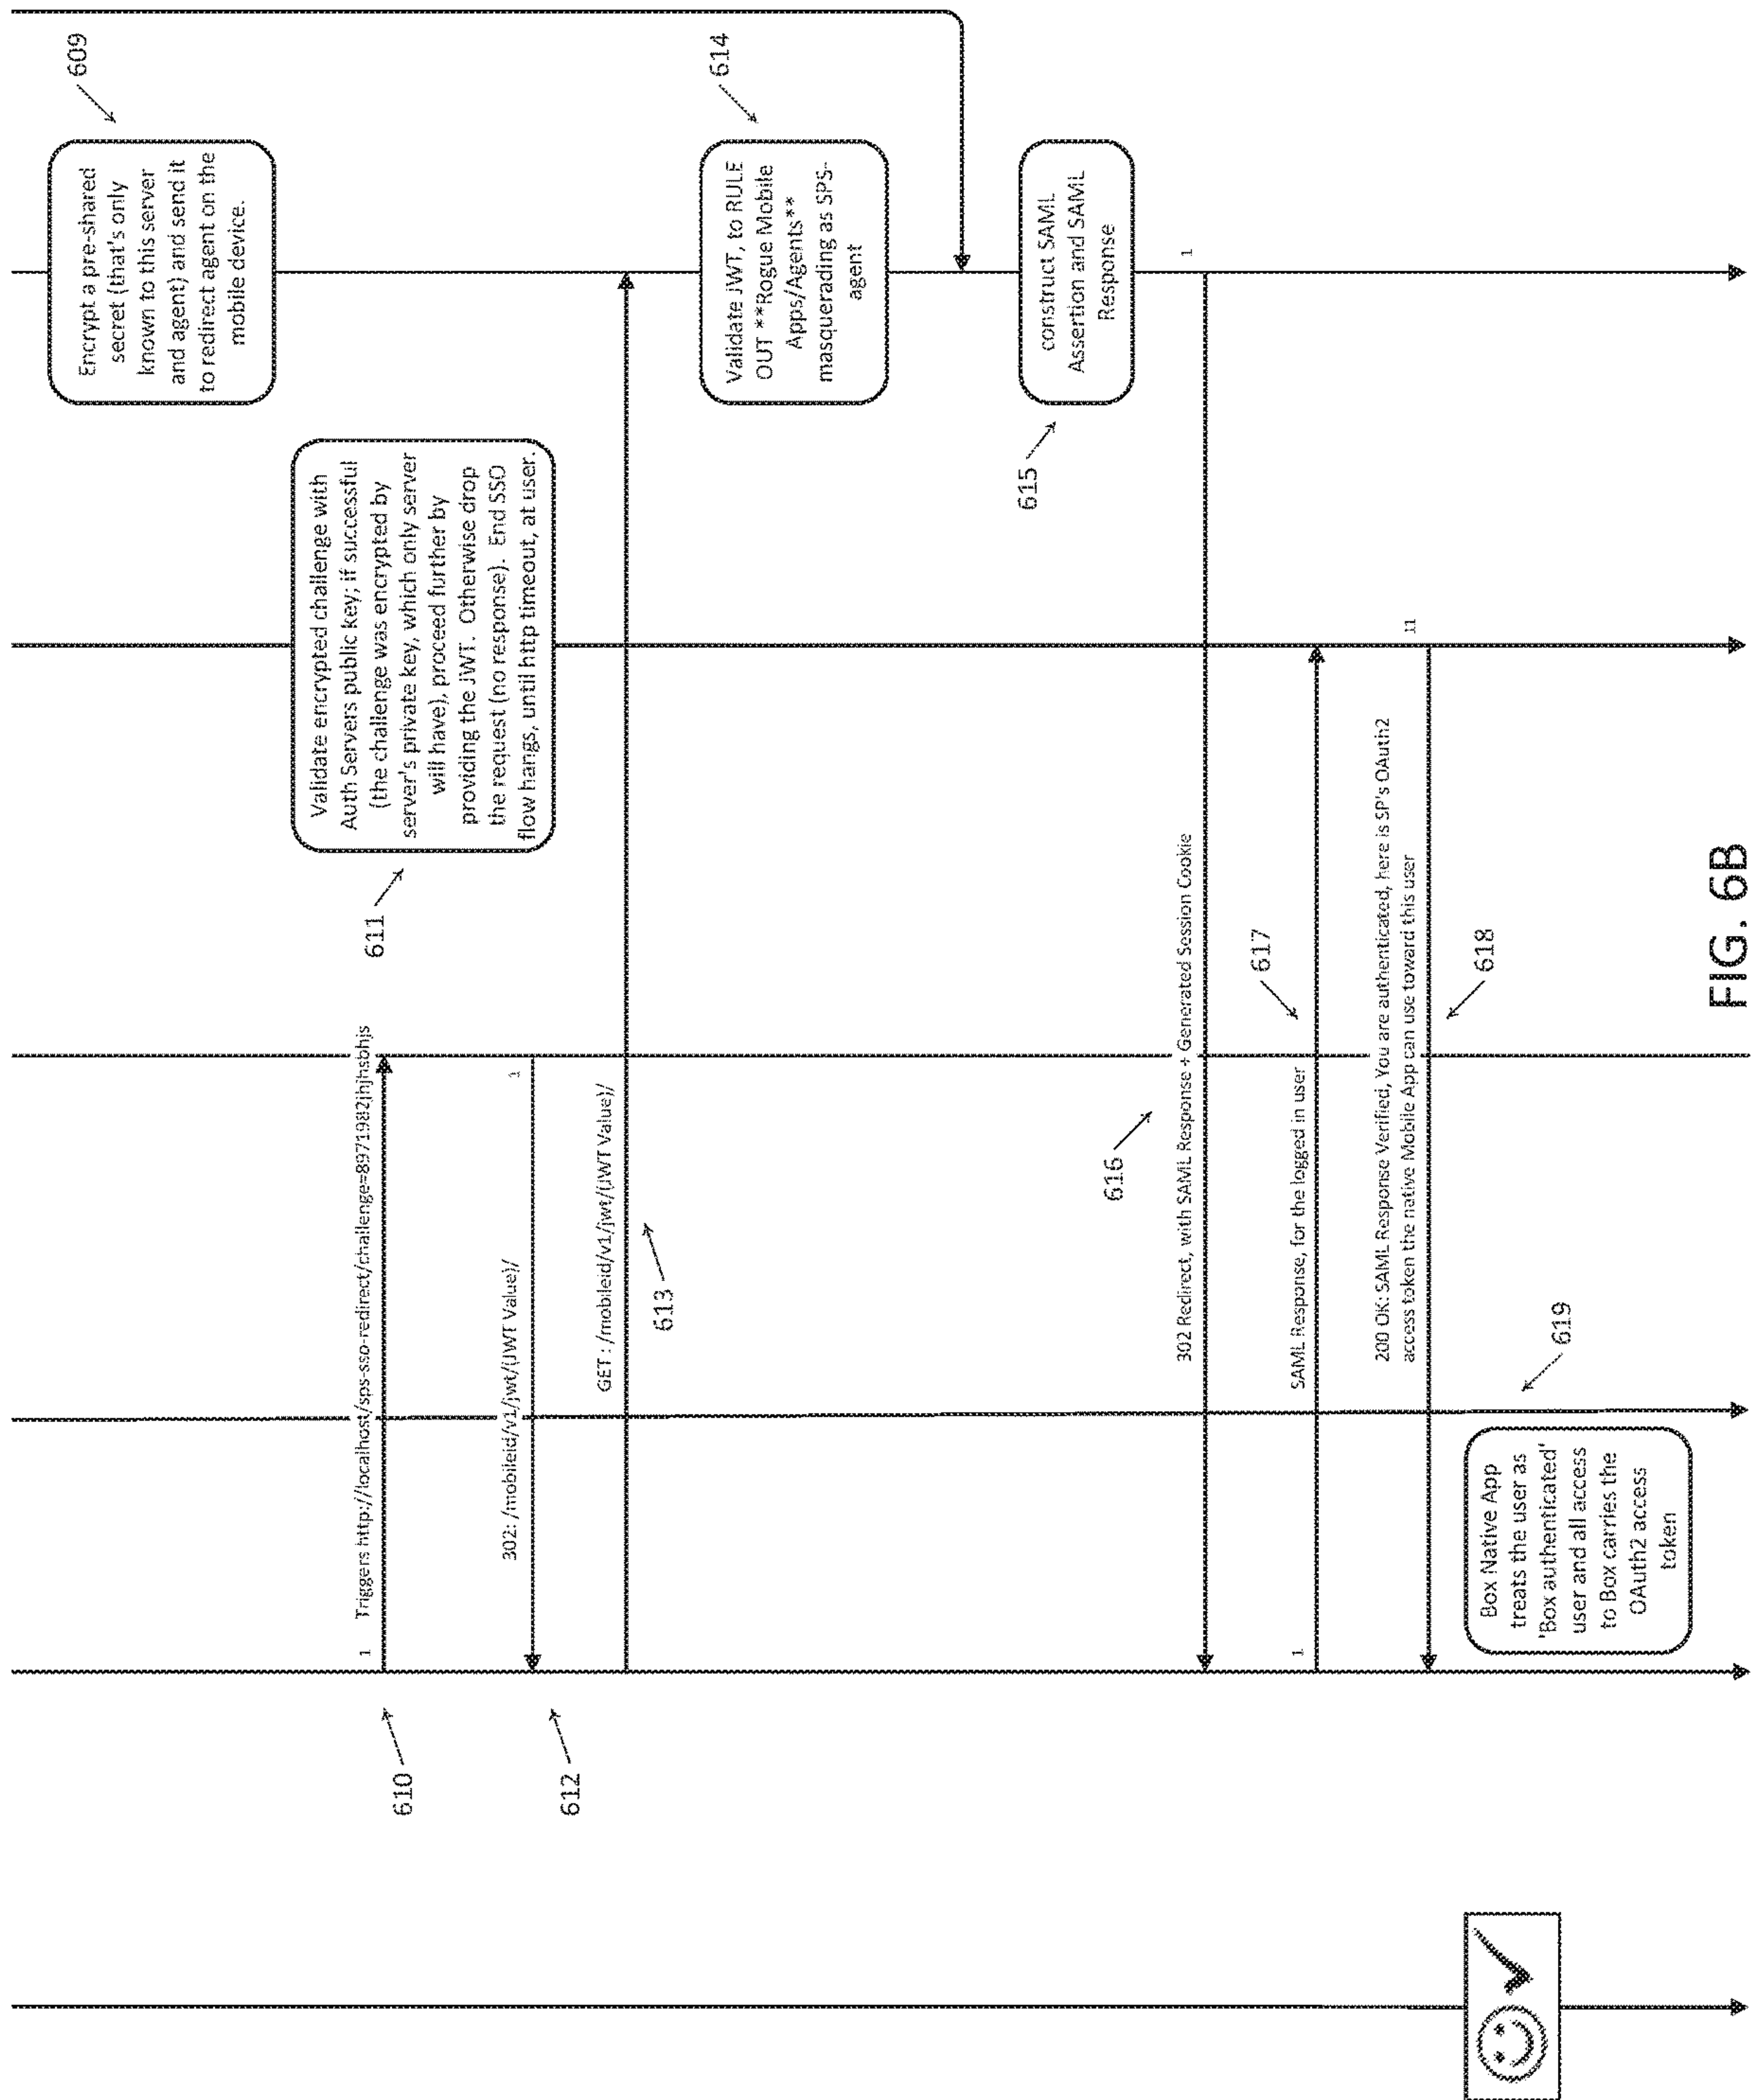 Encrypt a pre-shared
secret (that's only
known to this server
and agent) and send it
to redirect agent on the
mobile device.
609
1
Triggers http://localhost/sps-sso-redirect/challenge=8971982jhjhsbhjs
610
Validate encrypted challenge with
Auth Servers public key; if successful
(the challenge was encrypted by
server's private key, which only server
will have), proceed further by
providing the JWT. Otherwise drop
the request (no response). End SSO
flow hangs, until http timeout, at user.
611
302: /mobileid/v1/jwt/(JWT Value)/
1
612
GET : /mobileid/v1/jwt/(JWT Value)/
613
Validate JWT, to RULE
OUT **Rogue Mobile
Apps/Agents**
masquerading as SPS-
agent
614
construct SAML
Assertion and SAML
Response
615
1
302 Redirect, with SAML Response + Generated Session Cookie
616
1
SAML Response, for the logged in user
617
200 OK: SAML Response Verified, You are authenticated, here is SP's OAuth2
access token the native Mobile App can use toward this user
11
618
Box Native App
treats the user as
'Box authenticated'
user and all access
to Box carries the
OAuth2 access
token
619
FIG. 6B